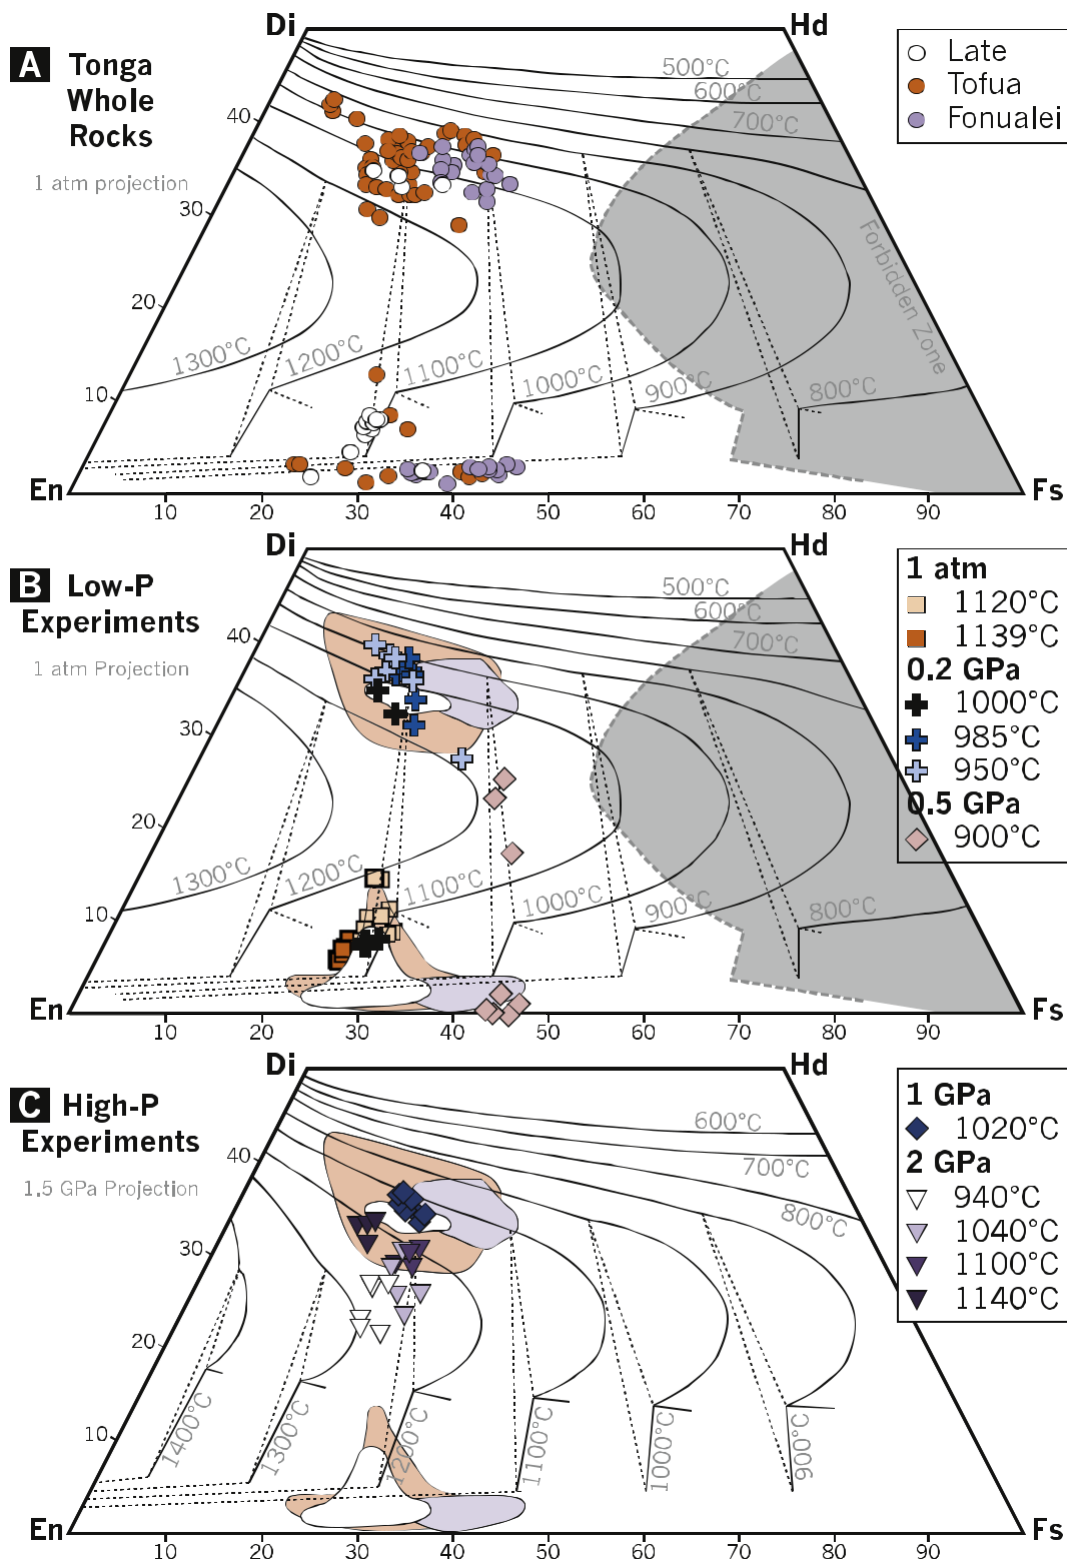 Di
Hd
A Tonga
Whole
Rocks
1 atm projection
Late
Tofua
Fonualei
500°C
600°C
700°C
40
30
20
10
1300°C
1200°C
1100°C
1000°C
900°C
800°C
Forbidden Zone
En
Fs
10 20 30 40 50 60 70 80 90
Di
Hd
B Low-P
Experiments
1 atm Projection
1 atm
1120°C
1139°C
0.2 GPa
1000°C
985°C
950°C
0.5 GPa
900°C
500°C
600°C
700°C
40
30
20
10
1300°C
1200°C
1100°C
1000°C
900°C
800°C
En
Fs
10 20 30 40 50 60 70 80 90
Di
Hd
C High-P
Experiments
1.5 GPa Projection
1 GPa
1020°C
2 GPa
940°C
1040°C
1100°C
1140°C
600°C
700°C
800°C
40
30
20
10
1400°C
1300°C
1200°C
1100°C
1000°C
900°C
En
Fs
10 20 30 40 50 60 70 80 90